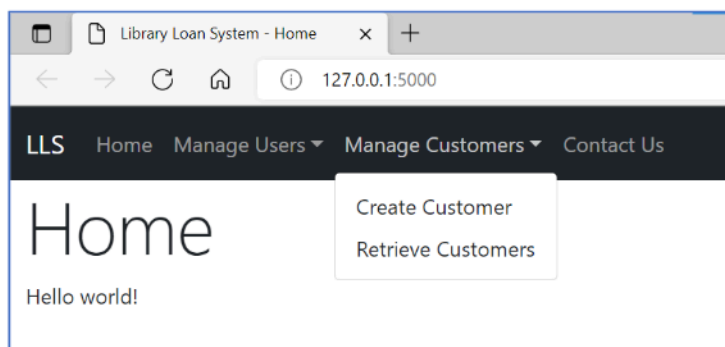 Library Loan System - Home
127.0.0.1:5000
LLS Home Manage Users Manage Customers Contact Us
Create Customer
Retrieve Customers
Home
Hello world!